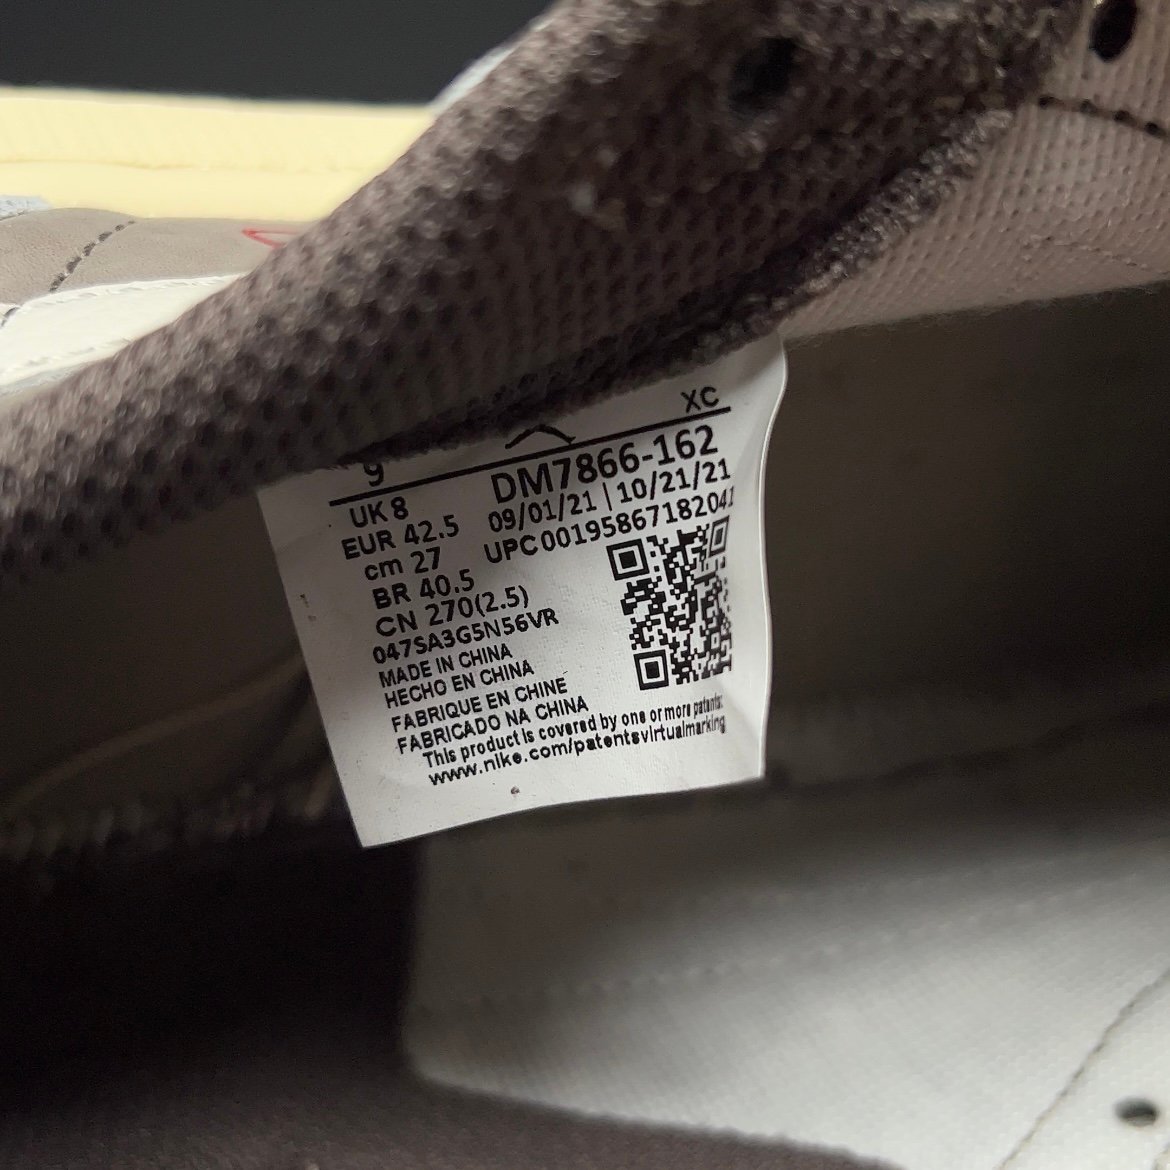 XC
9
DM7866-162
UK 8
09/01/21 | 10/21/21
EUR 42.5
UPC 00195867182041
cm 27
BR 40.5
CN 270(2.5)
047SA3G5N56VR
MADE IN CHINA
HECHO EN CHINA
FABRIQUE EN CHINE
FABRICADO NA CHINA
This product is covered by one or more patents:
www.nike.com/patentsvirtualmarking